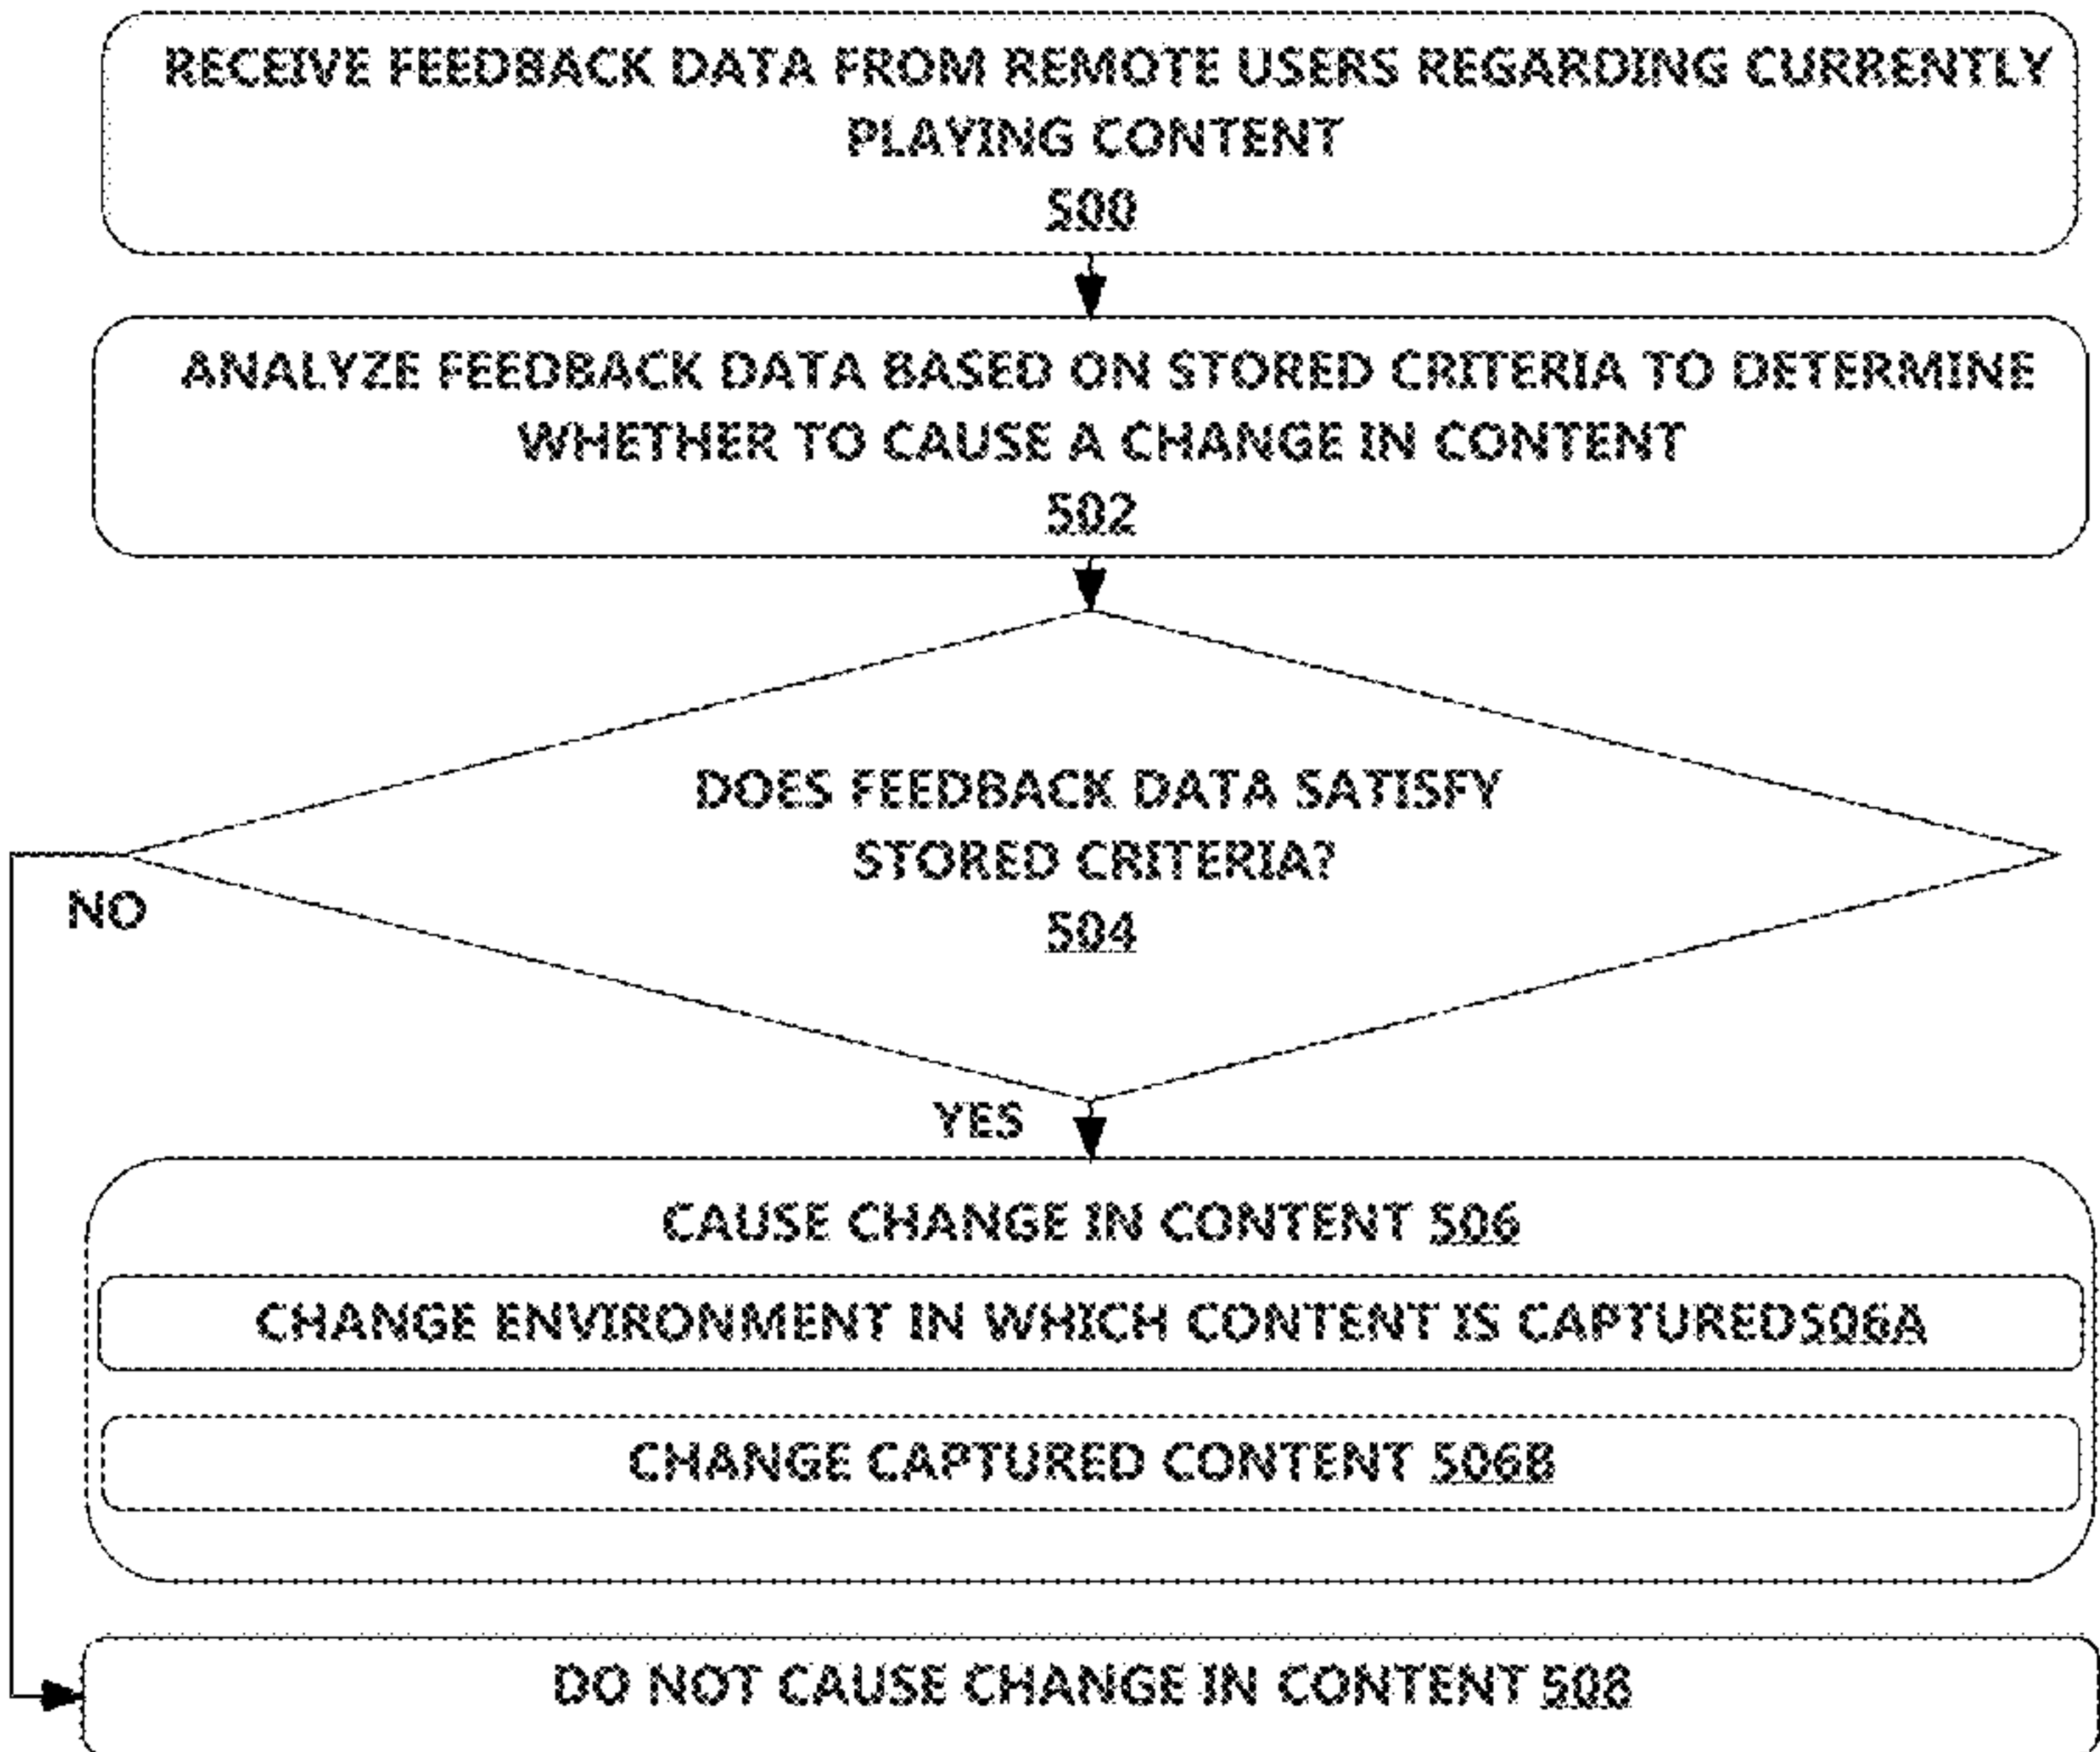 RECEIVE FEEDBACK DATA FROM REMOTE USERS REGARDING CURRENTLY
PLAYING CONTENT
500
ANALYZE FEEDBACK DATA BASED ON STORED CRITERIA TO DETERMINE
WHETHER TO CAUSE A CHANGE IN CONTENT
502
DOES FEEDBACK DATA SATISFY
STORED CRITERIA?
504
NO
YES
CAUSE CHANGE IN CONTENT 506
CHANGE ENVIRONMENT IN WHICH CONTENT IS CAPTURED506A
CHANGE CAPTURED CONTENT 506B
DO NOT CAUSE CHANGE IN CONTENT 508